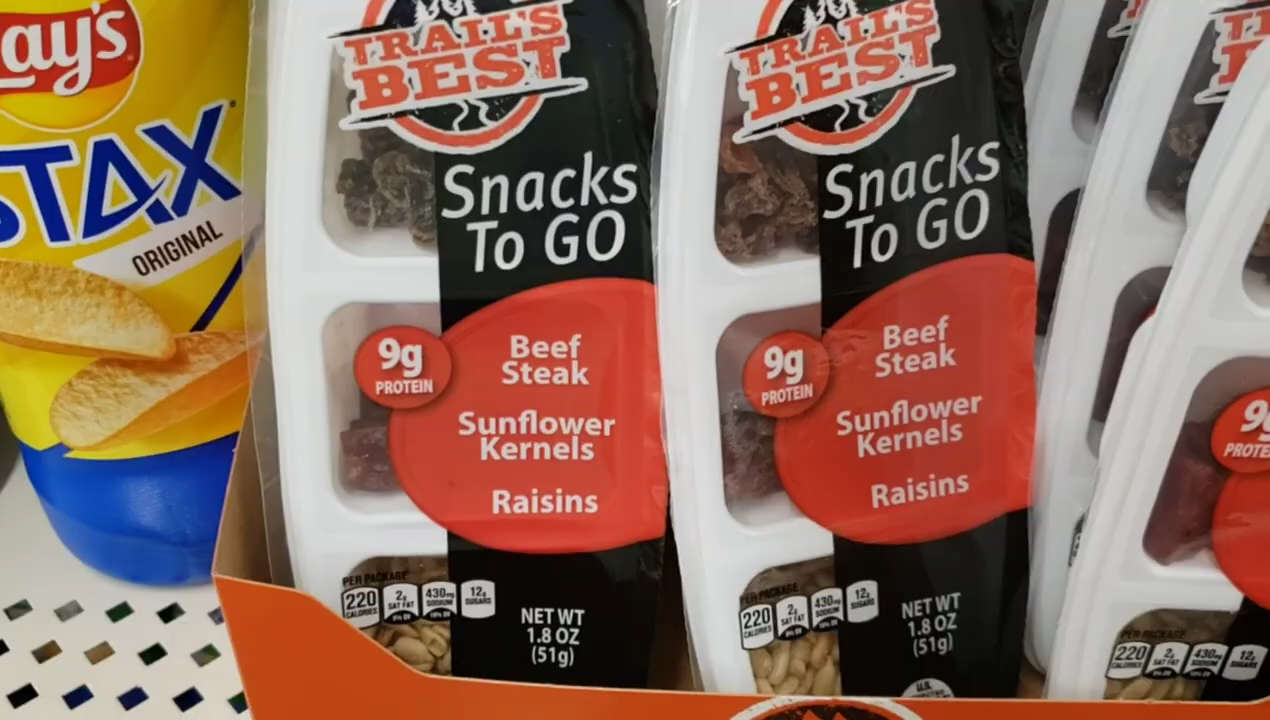 Lay's
STAX
ORIGINAL
TRAIL'S
BEST
Snacks
To GO
9g
PROTEIN
Beef
Steak
Sunflower
Kernels
Raisins
PER PACKAGE
220
CALORIES
2g
SAT FAT
430mg
SODIUM
12g
SUGARS
NET WT
1.8 OZ
(51g)
TRAIL'S
BEST
Snacks
To GO
9g
PROTEIN
Beef
Steak
Sunflower
Kernels
Raisins
PER PACKAGE
220
CALORIES
2g
SAT FAT
430mg
SODIUM
12g
SUGARS
NET WT
1.8 OZ
(51g)
U.S.
9g
PROTE
PER PACKAGE
220
CALORIES
2g
SAT FAT
430mg
SODIUM
12g
SUGARS